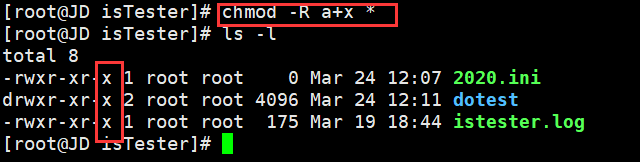 [root@JD isTester]# chmod -R a+x *
[root@JD isTester]# ls -l
total 8
-rwxr-xr-x 1 root root    0 Mar 24 12:07 2020.ini
drwxr-xr-x 2 root root 4096 Mar 24 12:11 dotest
-rwxr-xr-x 1 root root  175 Mar 19 18:44 istester.log
[root@JD isTester]#